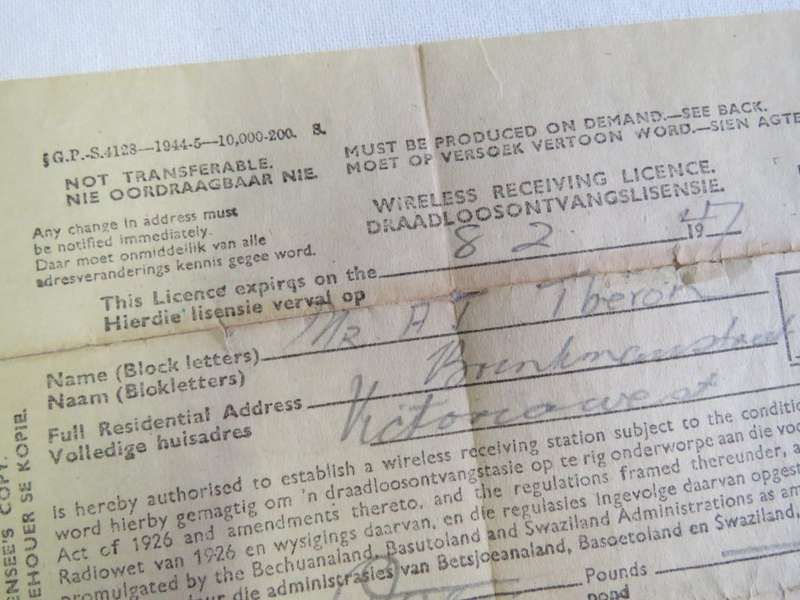 G.P.-S.4128—1944-5—10,000-200. S.
NOT TRANSFERABLE.
NIE OORDRAAGBAAR NIE.
MUST BE PRODUCED ON DEMAND.—SEE BACK.
MOET OP VERSOEK VERTOON WORD.—SIEN AGTE
WIRELESS RECEIVING LICENCE.
DRAADLOOSONTVANGSLISENSIE.
Any change in address must
be notified immediately.
Daar moet onmiddellik van alle
adresveranderings kennis gegee word.
This Licence expires on the 8 2 1947
Hierdie lisensie verval op
Name (Block letters) MR A J Theron
Naam (Blokletters)
Full Residential Address Brinkmanstraat
Volledige huisadres Victoria west
is hereby authorised to establish a wireless receiving station subject to the conditio
word hierby gemagtig om 'n draadloosontvangstasie op te rig onderworpe aan die voo
Act of 1926 and amendments thereto, and the regulations framed thereunder, a
Radiowet van 1926 en wysigings daarvan, en die regulasies ingevolge daarvan opgest
promulgated by the Bechuanaland, Basutoland and Swaziland Administrations as am
ur die administrasies van Betsjoeanaland, Basoetoland en Swaziland,
Pounds
pond
ENSEE'S COPY.
EHOUER SE KOPIE.